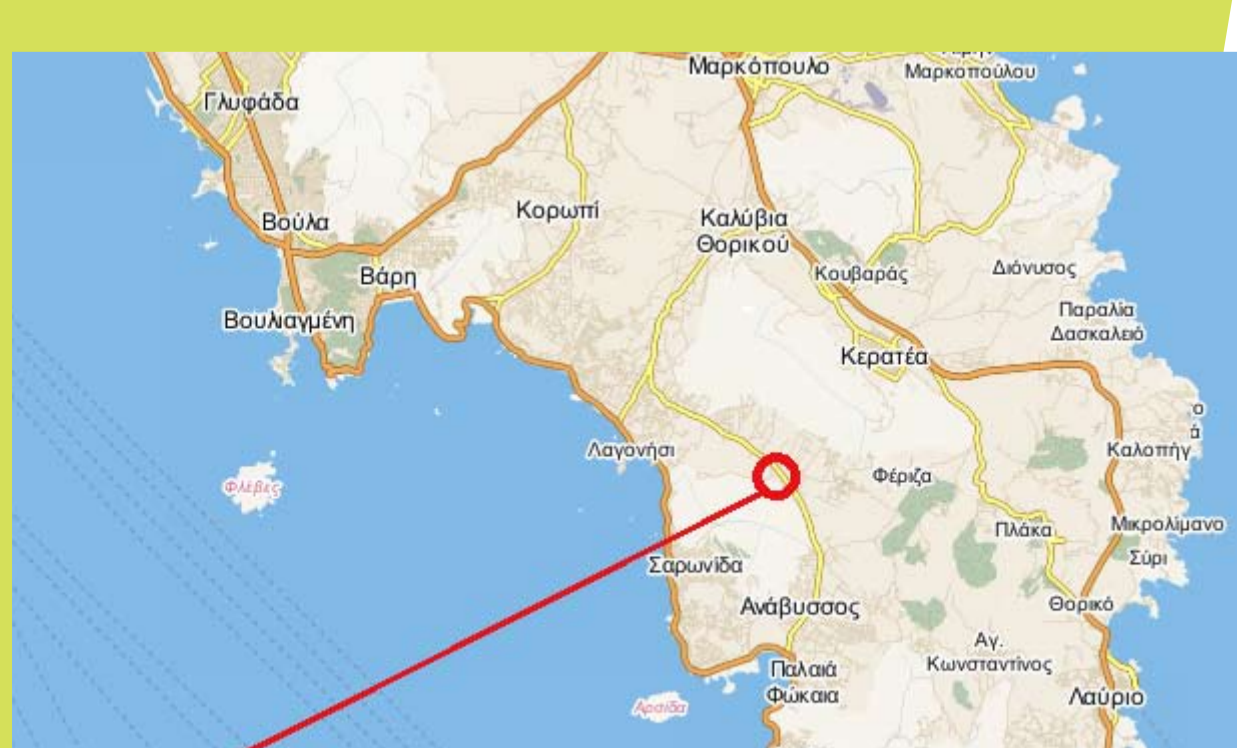 Μαρκόπουλο
Μαρκοπούλου
Γλυφάδα
Κορωπί
Βούλα
Καλύβια
Θορικού
Βάρη
Κουβαράς
Διόνυσος
Βουλιαγμένη
Παραλία
Δασκαλειό
Κερατέα
Λαγονήσι
Καλοπήγ
Φέριζα
Φλέβες
Πλάκα
Μικρολίμανο
Σύρι
Σαρωνίδα
Ανάβυσσος
Θορικό
Αγ.
Κωνσταντίνος
Παλαιά
Φώκαια
Λαύριο
Αρσίδα